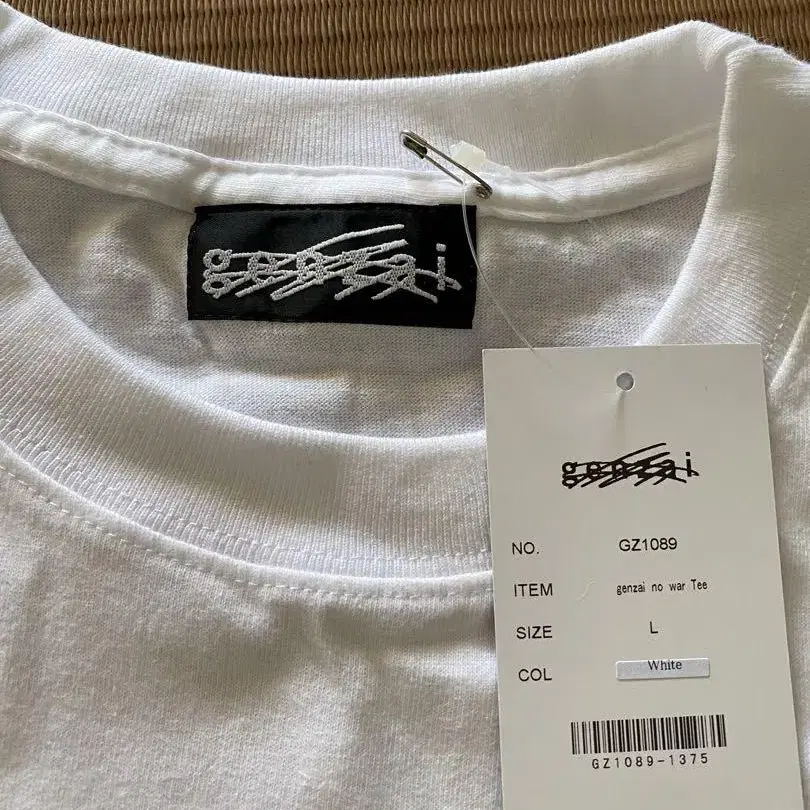 genzai
genzai
NO. GZ1089
ITEM genzai no war Tee
SIZE L
COL White
GZ1089-1375